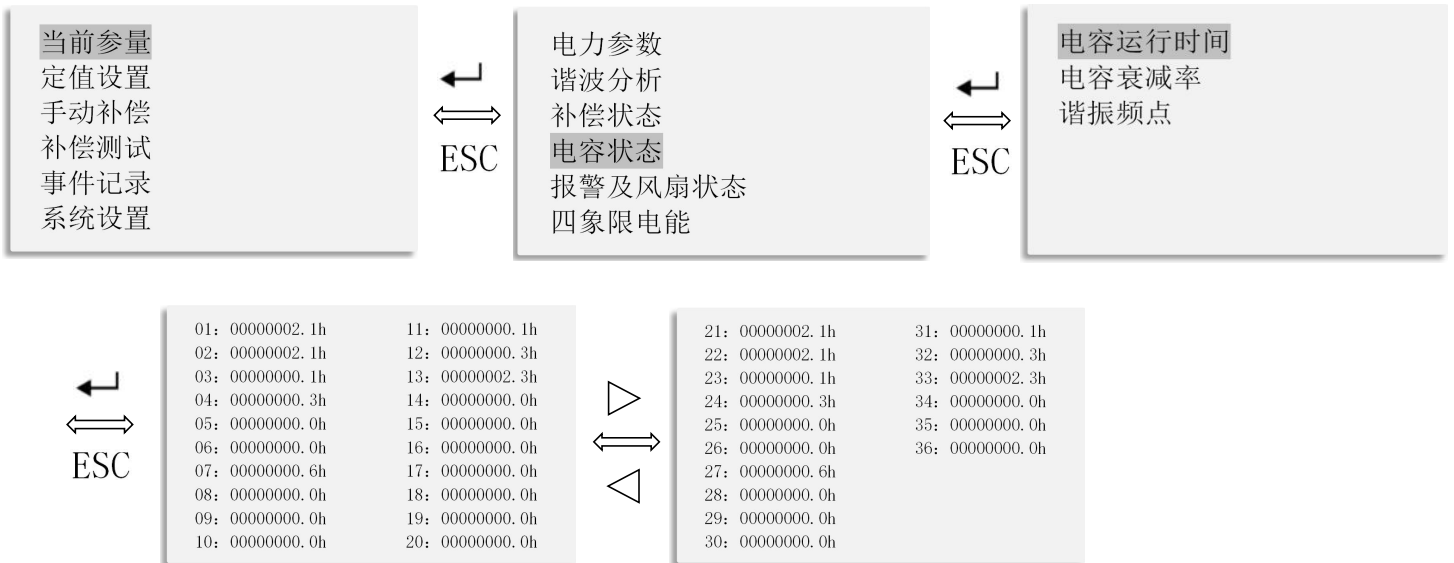 当前参量
定值设置
手动补偿
补偿测试
事件记录
系统设置
ESC
电力参数
谐波分析
补偿状态
电容状态
报警及风扇状态
四象限电能
ESC
电容运行时间
电容衰减率
谐振频点
ESC
01: 00000002.1h 11: 00000000.1h
02: 00000002.1h 12: 00000000.3h
03: 00000000.1h 13: 00000002.3h
04: 00000000.3h 14: 00000000.0h
05: 00000000.0h 15: 00000000.0h
06: 00000000.0h 16: 00000000.0h
07: 00000000.6h 17: 00000000.0h
08: 00000000.0h 18: 00000000.0h
09: 00000000.0h 19: 00000000.0h
10: 00000000.0h 20: 00000000.0h
21: 00000002.1h 31: 00000000.1h
22: 00000002.1h 32: 00000000.3h
23: 00000000.1h 33: 00000002.3h
24: 00000000.3h 34: 00000000.0h
25: 00000000.0h 35: 00000000.0h
26: 00000000.0h 36: 00000000.0h
27: 00000000.6h
28: 00000000.0h
29: 00000000.0h
30: 00000000.0h